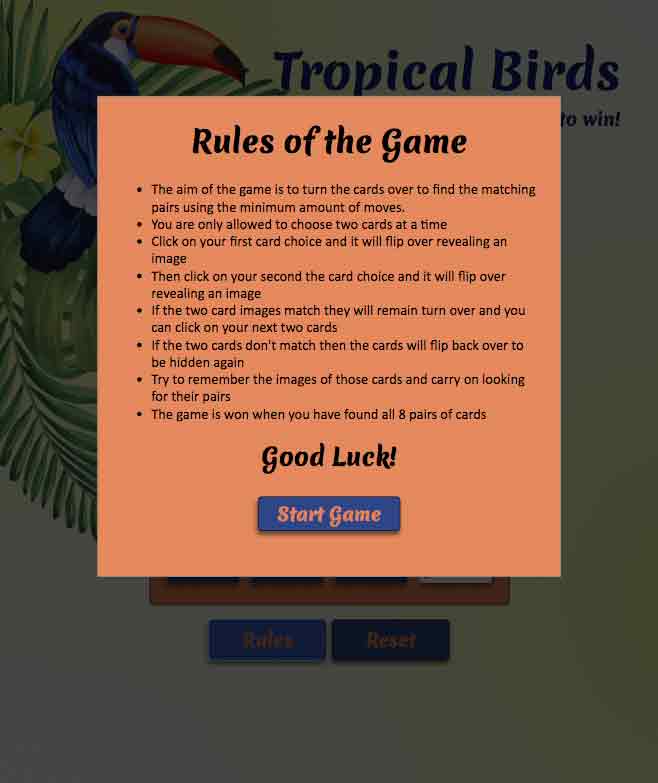 Tropical Birds
to win!
Rules of the Game
The aim of the game is to turn the cards over to find the matching
pairs using the minimum amount of moves.
You are only allowed to choose two cards at a time
Click on your first card choice and it will flip over revealing an
image
Then click on your second the card choice and it will flip over
revealing an image
If the two card images match they will remain turn over and you
can click on your next two cards
If the two cards don't match then the cards will flip back over to
be hidden again
Try to remember the images of those cards and carry on looking
for their pairs
The game is won when you have found all 8 pairs of cards
Good Luck!
Start Game
Rules Reset